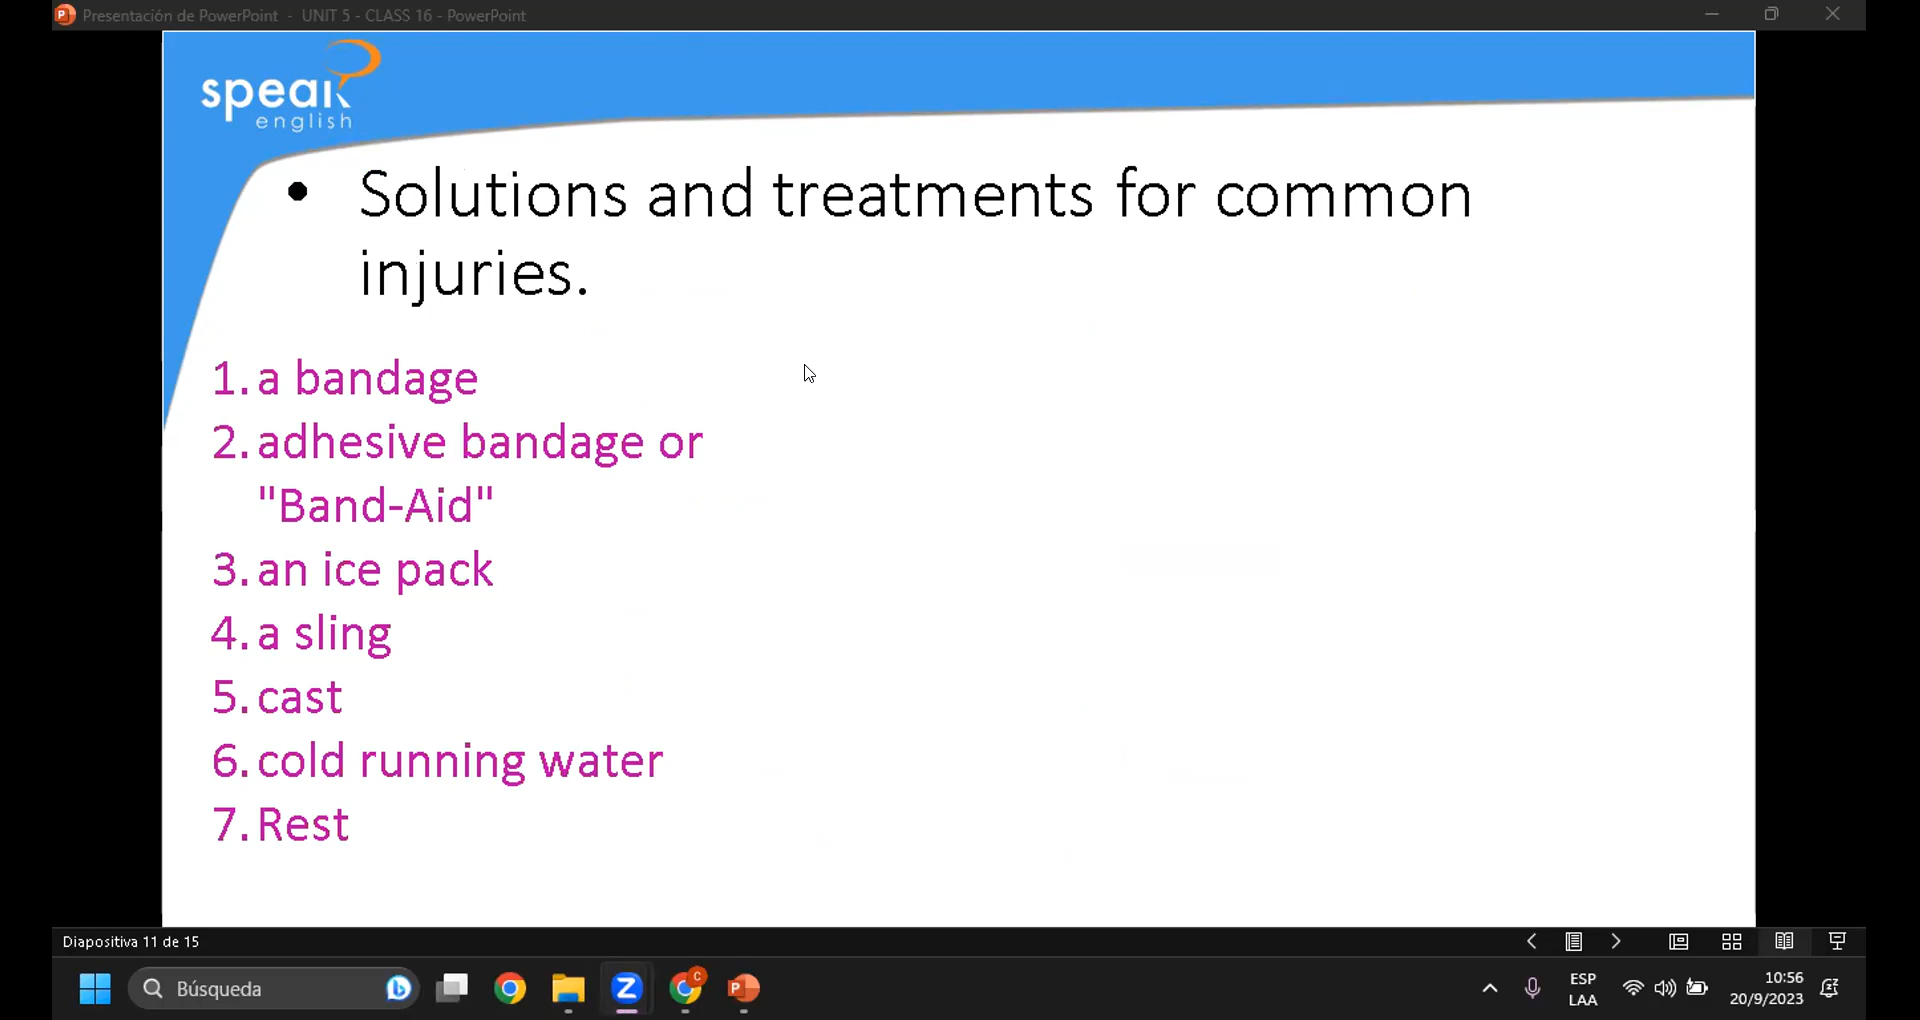 Presentación de PowerPoint - UNIT 5 - CLASS 16 - PowerPoint
speak
english
• Solutions and treatments for common
injuries.
1. a bandage
2. adhesive bandage or
"Band-Aid"
3. an ice pack
4. a sling
5. cast
6. cold running water
7. Rest
Diapositiva 11 de 15
Búsqueda
ESP
LAA
10:56
20/9/2023